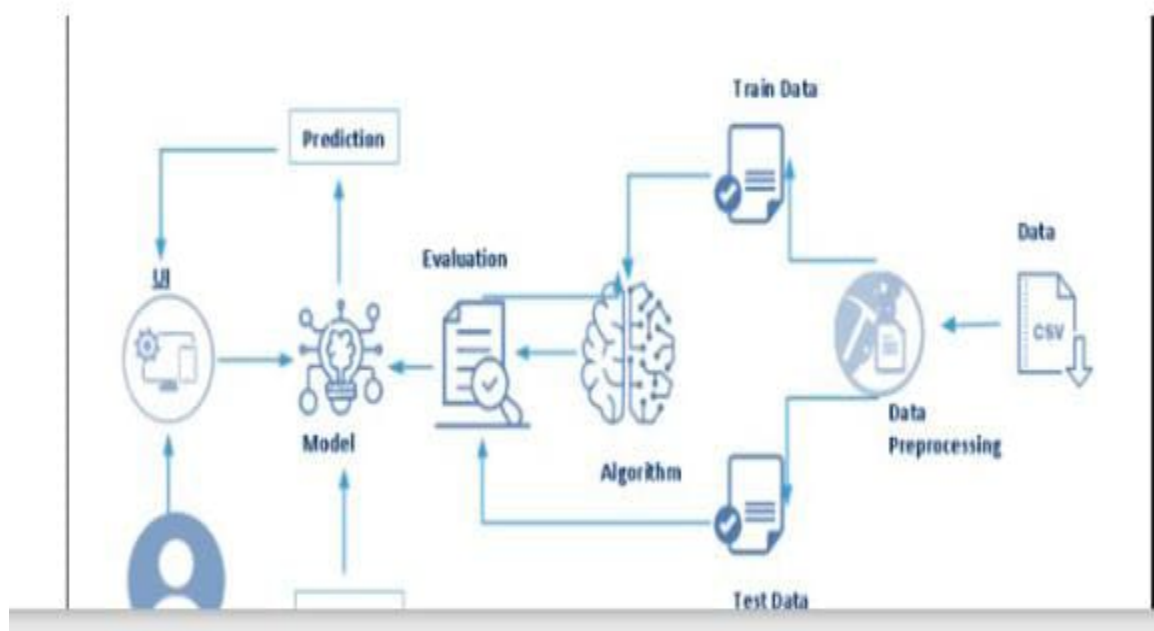 Train Data
Prediction
Data
Evaluation
UI
CSV
Model
Data
Preprocessing
Algorithm
Test Data